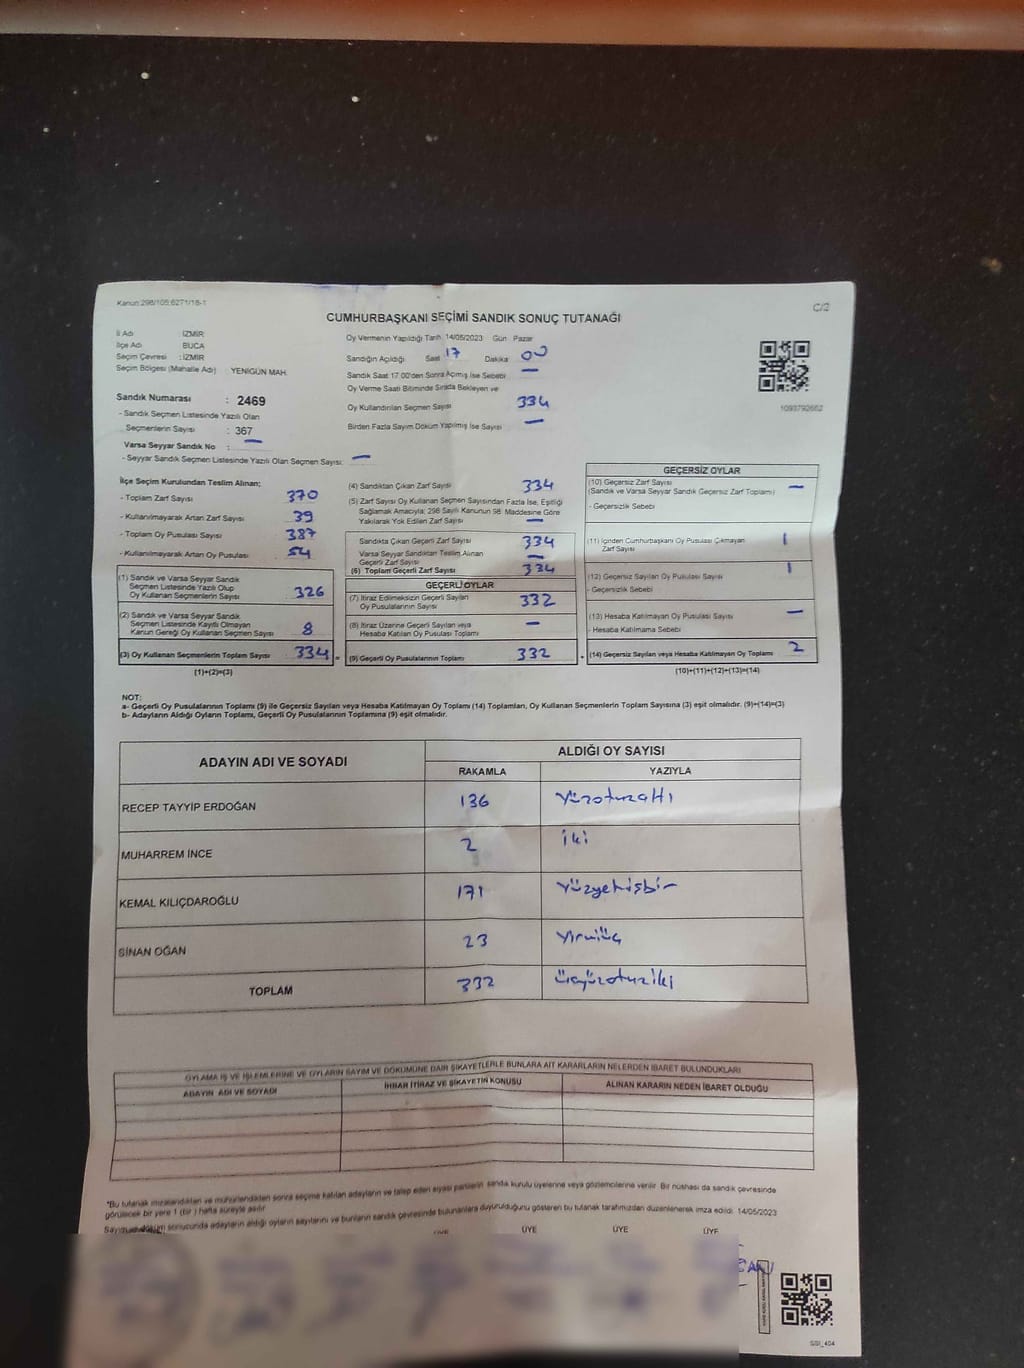 Kanun:298/105;6271/18-1
C/2
CUMHURBAŞKANI SEÇİMİ SANDIK SONUÇ TUTANAĞI
İl Adı İZMİR
İlçe Adı BUCA
Seçim Çevresi : İZMİR
Seçim Bölgesi (Mahalle Adı) : YENİGÜN MAH.
Sandık Numarası : 2469
- Sandık Seçmen Listesinde Yazılı Olan
Seçmenlerin Sayısı : 367
Varsa Seyyar Sandık No : —
- Seyyar Sandık Seçmen Listesinde Yazılı Olan Seçmen Sayısı: —
Oy Vermenin Yapıldığı Tarih 14/05/2023 Gün Pazar
Sandığın Açıldığı Saat 17 Dakika 00
Sandık Saat 17.00'den Sonra Açılmış İse Sebebi —
Oy Verme Saati Bitiminde Sırada Bekleyen ve
Oy Kullandırılan Seçmen Sayısı 334
Birden Fazla Sayım Döküm Yapılmış İse Sayısı —
1093792662
İlçe Seçim Kurulundan Teslim Alınan;
- Toplam Zarf Sayısı 370
- Kullanılmayarak Artan Zarf Sayısı 39
- Toplam Oy Pusulası Sayısı 387
- Kullanılmayarak Artan Oy Pusulası 54
(1) Sandık ve Varsa Seyyar Sandık
Seçmen Listesinde Yazılı Olup
Oy Kullanan Seçmenlerin Sayısı 326
(2) Sandık ve Varsa Seyyar Sandık
Seçmen Listesinde Kayıtlı Olmayan
Kanun Gereği Oy Kullanan Seçmen Sayısı 8
(3) Oy Kullanan Seçmenlerin Toplam Sayısı 334 =
(1)+(2)=(3)
(4) Sandıktan Çıkan Zarf Sayısı 334
(5) Zarf Sayısı Oy Kullanan Seçmen Sayısından Fazla İse, Eşitliği
Sağlamak Amacıyla; 298 Sayılı Kanunun 98. Maddesine Göre
Yakılarak Yok Edilen Zarf Sayısı —
Sandıkta Çıkan Geçerli Zarf Sayısı 334
Varsa Seyyar Sandıktan Teslim Alınan
Geçerli Zarf Sayısı —
(6) Toplam Geçerli Zarf Sayısı 334
GEÇERLİ OYLAR
(7) İtiraz Edilmeksizin Geçerli Sayılan
Oy Pusulalarının Sayısı 332
(8) İtiraz Üzerine Geçerli Sayılan veya
Hesaba Katılan Oy Pusulası Toplamı —
(9) Geçerli Oy Pusulalarının Toplamı 332 +
GEÇERSİZ OYLAR
(10) Geçersiz Zarf Sayısı
(Sandık ve Varsa Seyyar Sandık Geçersiz Zarf Toplamı) —
- Geçersizlik Sebebi
(11) İçinden Cumhurbaşkanı Oy Pusulası Çıkmayan
Zarf Sayısı 1
(12) Geçersiz Sayılan Oy Pusulası Sayısı 1
- Geçersizlik Sebebi
(13) Hesaba Katılmayan Oy Pusulası Sayısı —
- Hesaba Katılmama Sebebi
(14) Geçersiz Sayılan veya Hesaba Katılmayan Oy Toplamı 2
(10)+(11)+(12)+(13)=(14)
NOT:
a- Geçerli Oy Pusulalarının Toplamı (9) ile Geçersiz Sayılan veya Hesaba Katılmayan Oy Toplamı (14) Toplamları, Oy Kullanan Seçmenlerin Toplam Sayısına (3) eşit olmalıdır. (9)+(14)=(3)
b- Adayların Aldığı Oyların Toplamı, Geçerli Oy Pusulalarının Toplamına (9) eşit olmalıdır.
ADAYIN ADI VE SOYADI ALDIĞI OY SAYISI
RAKAMLA YAZIYLA
RECEP TAYYİP ERDOĞAN 136 yüzotuzaltı
MUHARREM İNCE 2 iki
KEMAL KILIÇDAROĞLU 171 yüzyetmişbir
SİNAN OĞAN 23 yirmiüç
TOPLAM 332 üçyüzotuziki
OYLAMA İŞ VE İŞLEMLERİNE VE OYLARIN SAYIM VE DÖKÜMÜNE DAİR ŞİKAYETLERLE BUNLARA AİT KARARLARIN NELERDEN İBARET BULUNDUKLARI
ADAYIN ADI VE SOYADI İHBAR İTİRAZ VE ŞİKAYETİN KONUSU ALINAN KARARIN NEDEN İBARET OLDUĞU
*Bu tutanak imzalandıktan ve mühürlendikten sonra seçime katılan adayların ve talep eden siyasi partilerin sandık kurulu üyelerine veya gözlemcilerine verilir. Bir nüshası da sandık çevresinde
görülecek bir yere 1 (bir) hafta süreyle asılır.
Sayım döküm sonucunda adayların aldığı oyların sayılarını ve bunların sandık çevresinde bulunanlara duyurulduğunu gösteren bu tutanak tarafımızdan düzenlenerek imza edildi. 14/05/2023
ÜYE ÜYE ÜYE ÜYE
SSI_404